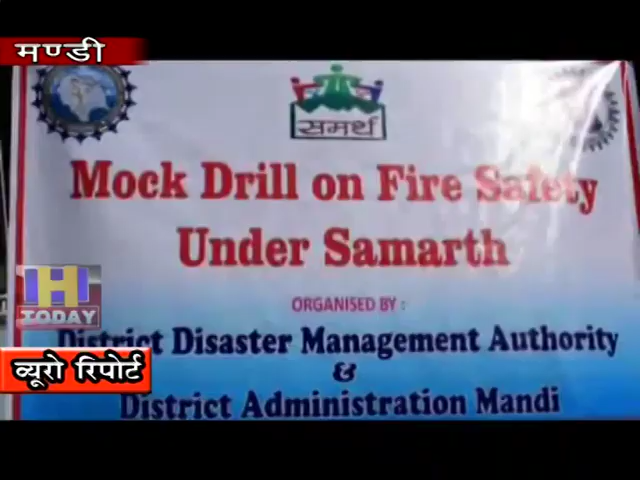 मण्डी
समर्थ
Mock Drill on Fire Safety
Under Samarth
ORGANISED BY :
H
TODAY
District Disaster Management Authority
&
व्यूरो रिपोर्ट
District Administration Mandi